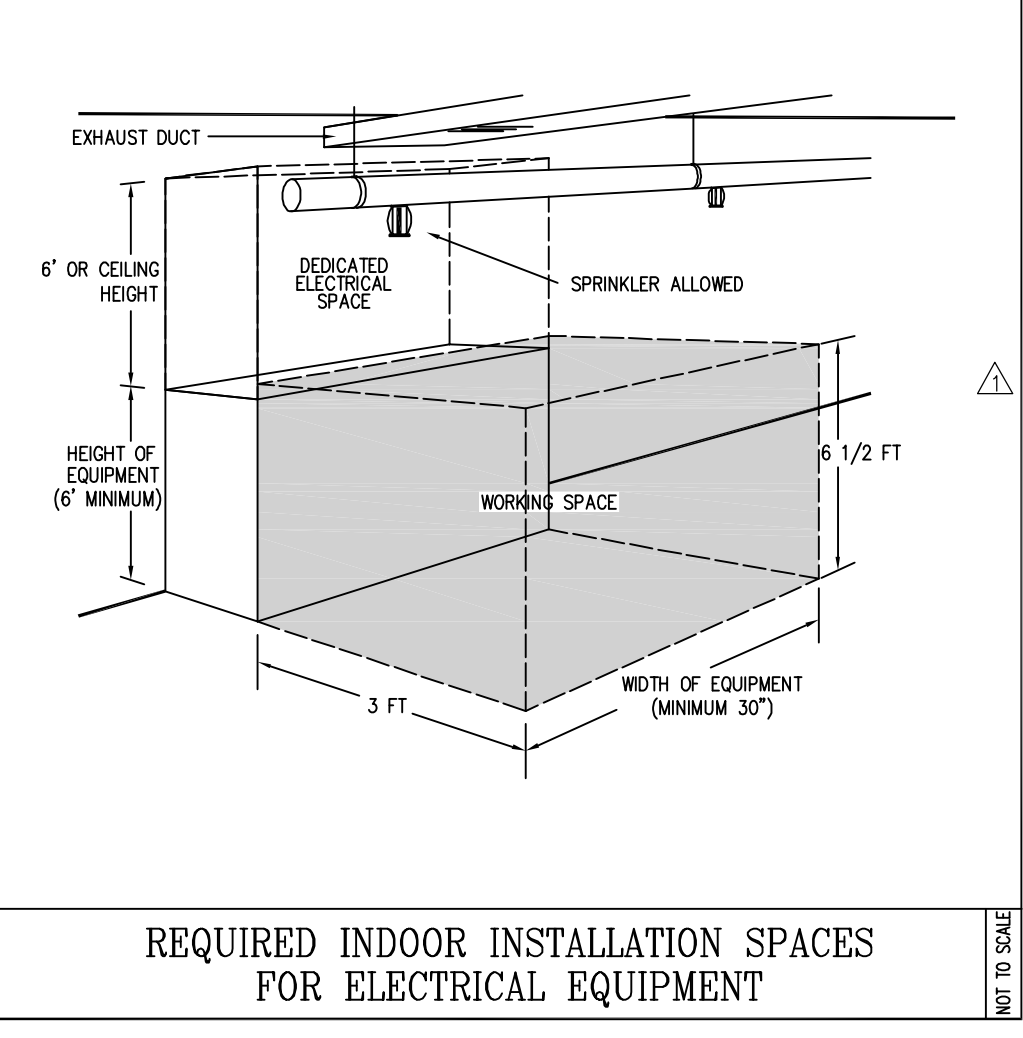 EXHAUST DUCT
6' OR CEILING
HEIGHT
DEDICATED
ELECTRICAL
SPACE
SPRINKLER ALLOWED
1
HEIGHT OF
EQUIPMENT
(6' MINIMUM)
6 1/2 FT
WORKING SPACE
3 FT
WIDTH OF EQUIPMENT
(MINIMUM 30")
REQUIRED INDOOR INSTALLATION SPACES
FOR ELECTRICAL EQUIPMENT
NOT TO SCALE